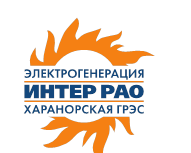 ЭЛЕКТРОГЕНЕРАЦИЯ
ИНТЕР РАО
ХАРАНОРСКАЯ ГРЭС